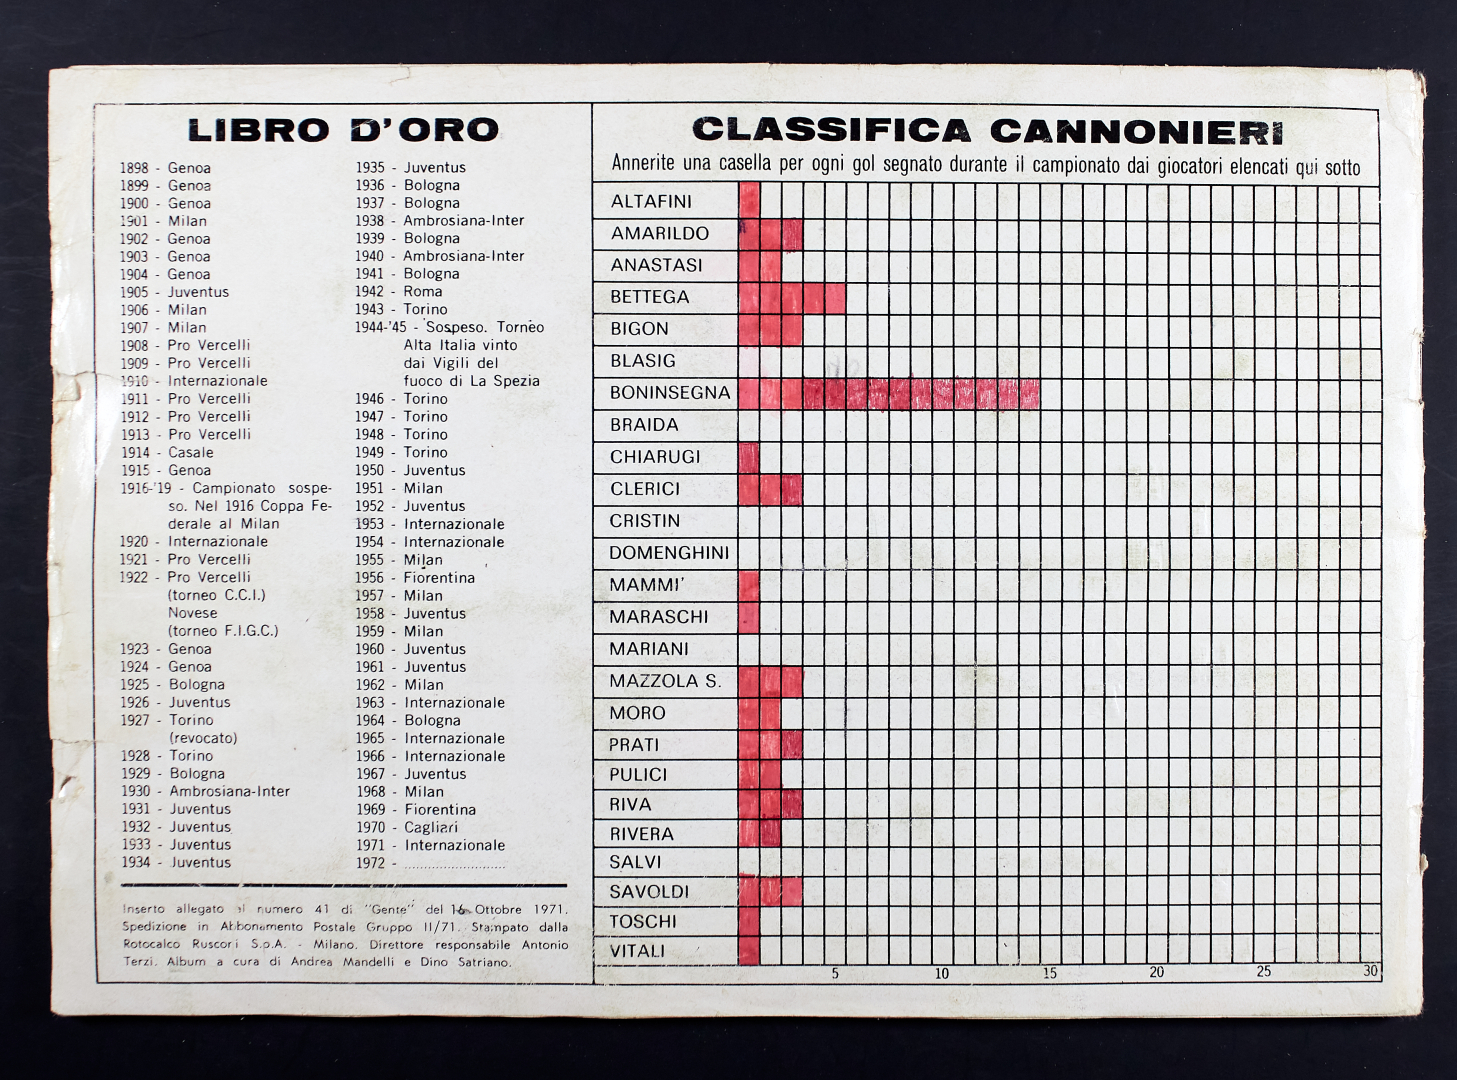 LIBRO D'ORO
1898 - Genoa
1899 - Genoa
1900 - Genoa
1901 - Milan
1902 - Genoa
1903 - Genoa
1904 - Genoa
1905 - Juventus
1906 - Milan
1907 - Milan
1908 - Pro Vercelli
1909 - Pro Vercelli
1910 - Internazionale
1911 - Pro Vercelli
1912 - Pro Vercelli
1913 - Pro Vercelli
1914 - Casale
1915 - Genoa
1916-'19 - Campionato sospe-
so. Nel 1916 Coppa Fe-
derale al Milan
1920 - Internazionale
1921 - Pro Vercelli
1922 - Pro Vercelli
(torneo C.C.I.)
Novese
(torneo F.I.G.C.)
1923 - Genoa
1924 - Genoa
1925 - Bologna
1926 - Juventus
1927 - Torino
(revocato)
1928 - Torino
1929 - Bologna
1930 - Ambrosiana-Inter
1931 - Juventus
1932 - Juventus
1933 - Juventus
1934 - Juventus
1935 - Juventus
1936 - Bologna
1937 - Bologna
1938 - Ambrosiana-Inter
1939 - Bologna
1940 - Ambrosiana-Inter
1941 - Bologna
1942 - Roma
1943 - Torino
1944-'45 - Sospeso. Torneo
Alta Italia vinto
dai Vigili del
fuoco di La Spezia
1946 - Torino
1947 - Torino
1948 - Torino
1949 - Torino
1950 - Juventus
1951 - Milan
1952 - Juventus
1953 - Internazionale
1954 - Internazionale
1955 - Milan
1956 - Fiorentina
1957 - Milan
1958 - Juventus
1959 - Milan
1960 - Juventus
1961 - Juventus
1962 - Milan
1963 - Internazionale
1964 - Bologna
1965 - Internazionale
1966 - Internazionale
1967 - Juventus
1968 - Milan
1969 - Fiorentina
1970 - Cagliari
1971 - Internazionale
1972 - ..........................
Inserto allegato al numero 41 di "Gente" del 16 Ottobre 1971.
Spedizione in Abbonamento Postale Gruppo II/71. Stampato dalla
Rotocalco Ruscori S.p.A. - Milano. Direttore responsabile Antonio
Terzi. Album a cura di Andrea Mandelli e Dino Satriano.
CLASSIFICA CANNONIERI
Annerite una casella per ogni gol segnato durante il campionato dai giocatori elencati qui sotto
ALTAFINI
AMARILDO
ANASTASI
BETTEGA
BIGON
BLASIG
BONINSEGNA
BRAIDA
CHIARUGI
CLERICI
CRISTIN
DOMENGHINI
MAMMI'
MARASCHI
MARIANI
MAZZOLA S.
MORO
PRATI
PULICI
RIVA
RIVERA
SALVI
SAVOLDI
TOSCHI
VITALI
5 10 15 20 25 30